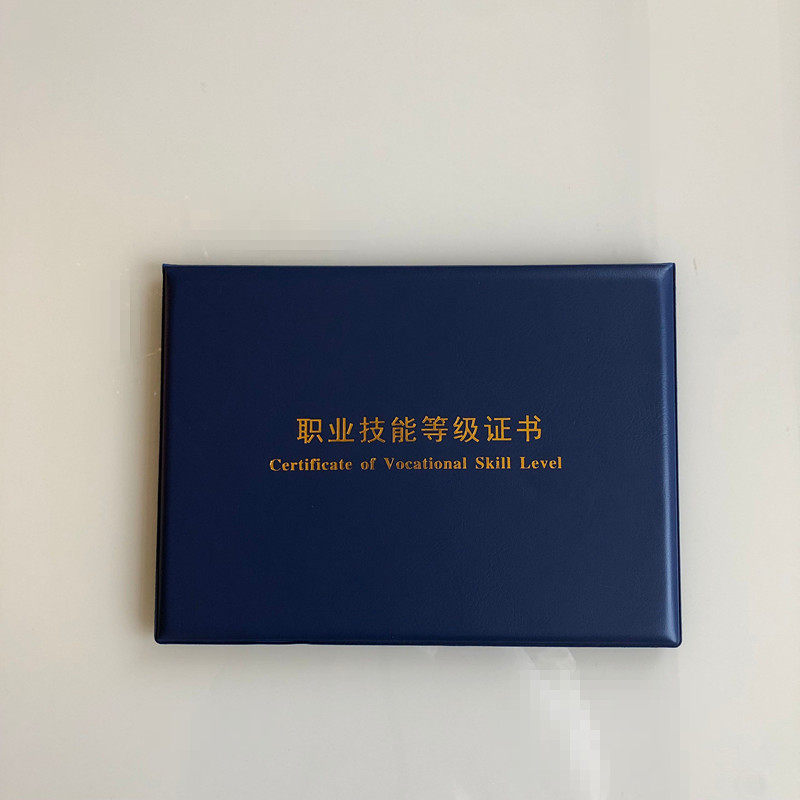 职业技能等级证书
Certificate of Vocational Skill Level